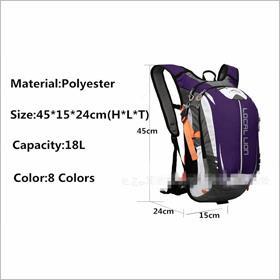 Material:Polyester
Size:45*15*24cm(H*L*T)
45cm
Capacity:18L
Color:8 Colors
LOCAL LION
24cm
15cm